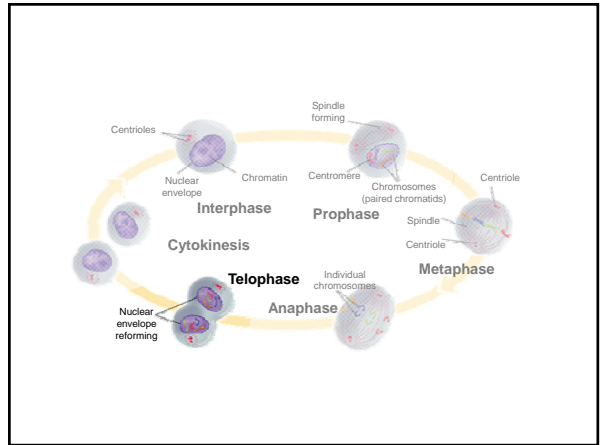 Spindle
forming
Centrioles
Nuclear
envelope
Chromatin
Interphase
Centromere
Chromosomes
(paired chromatids)
Prophase
Centriole
Spindle
Centriole
Metaphase
Cytokinesis
Telophase
Individual
chromosomes
Anaphase
Nuclear
envelope
reforming